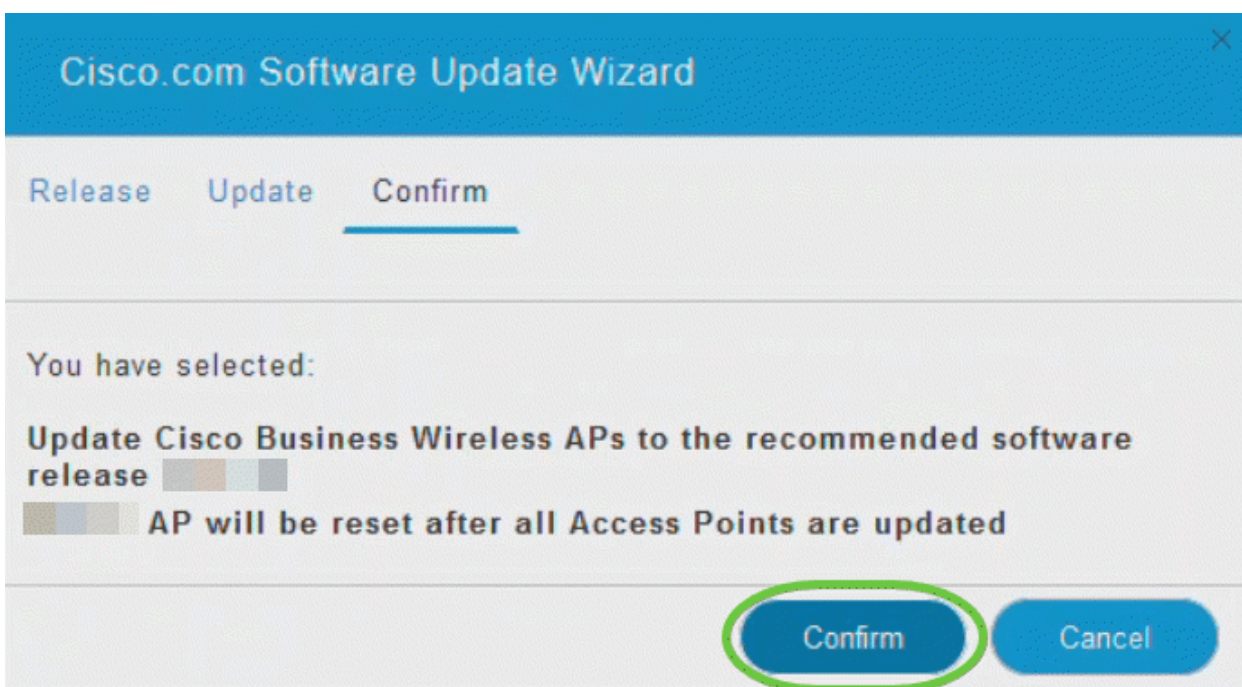 Cisco.com Software Update Wizard
Release Update Confirm
You have selected:
Update Cisco Business Wireless APs to the recommended software
release
AP will be reset after all Access Points are updated
Confirm Cancel